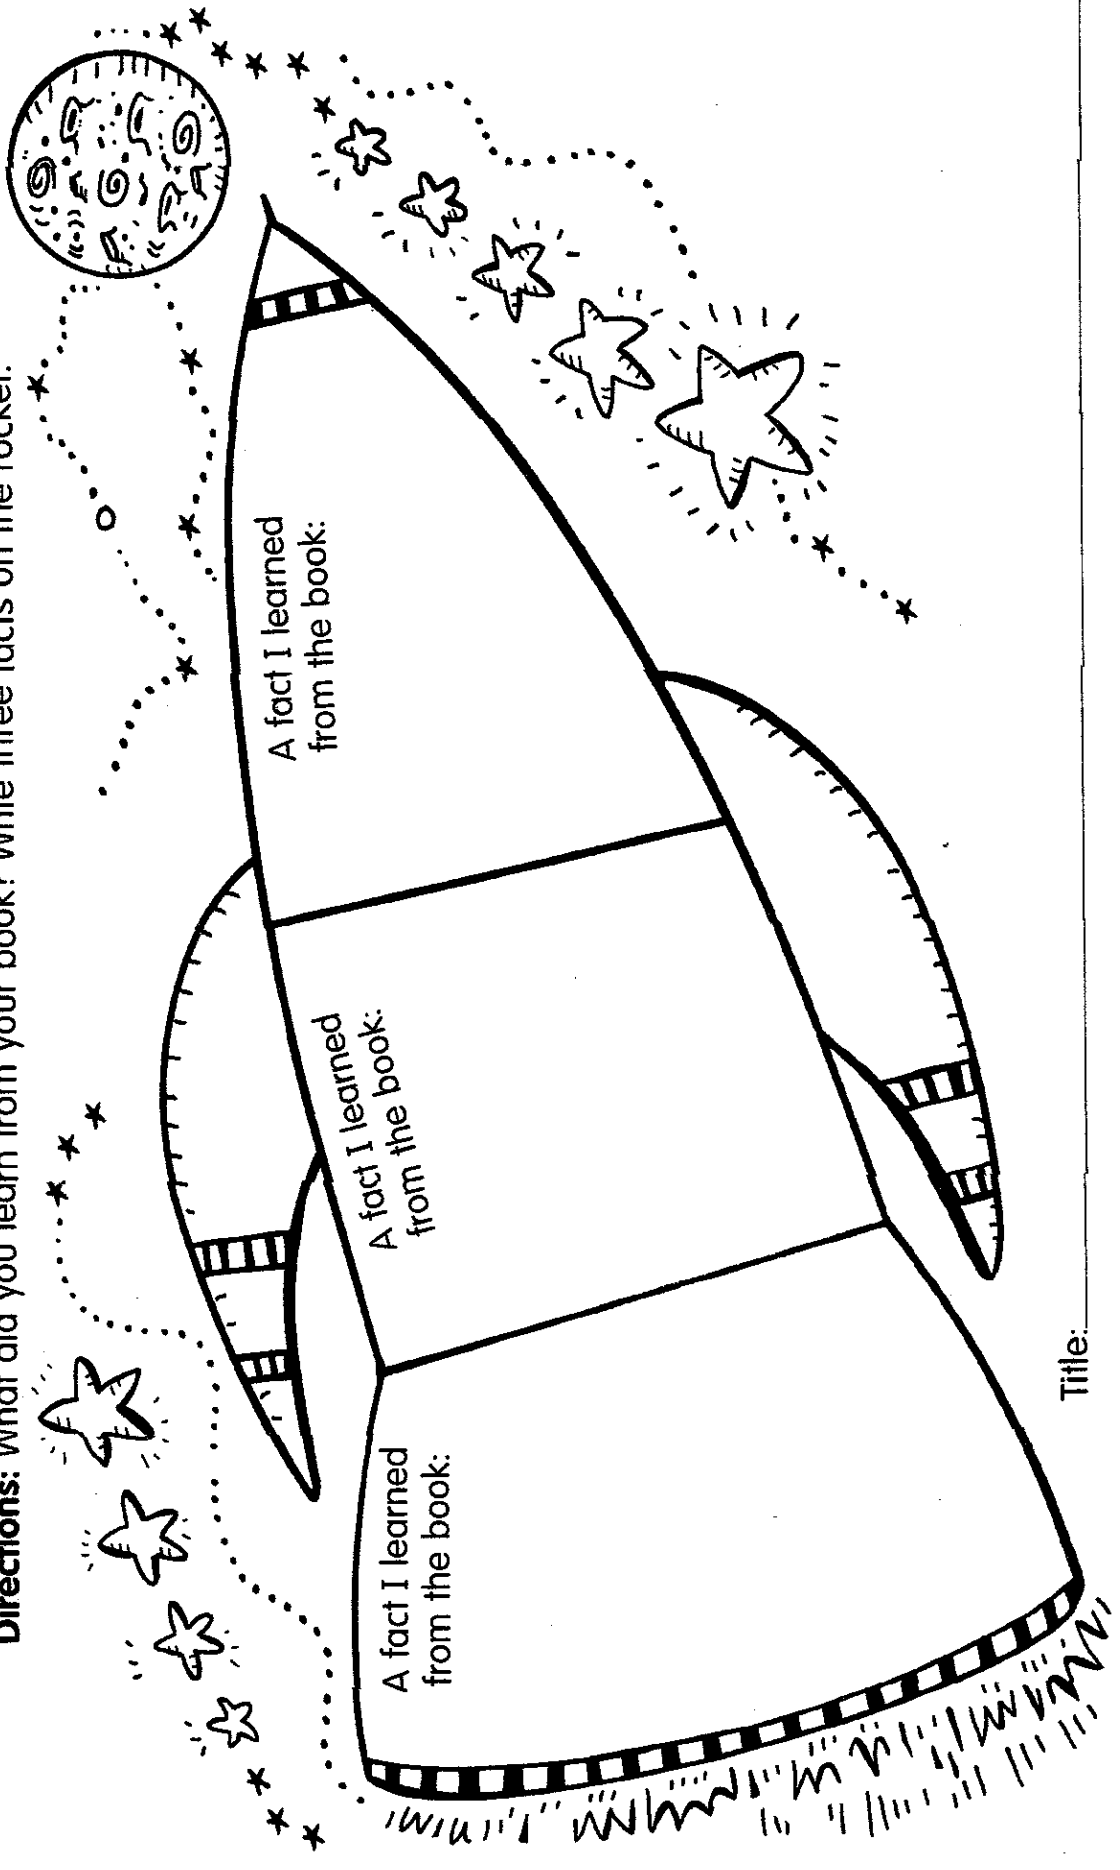 Directions: What did you learn from your book? Write three facts on the rocket.
A fact I learned
from the book:
A fact I learned
from the book:
A fact I learned
from the book:
Title: